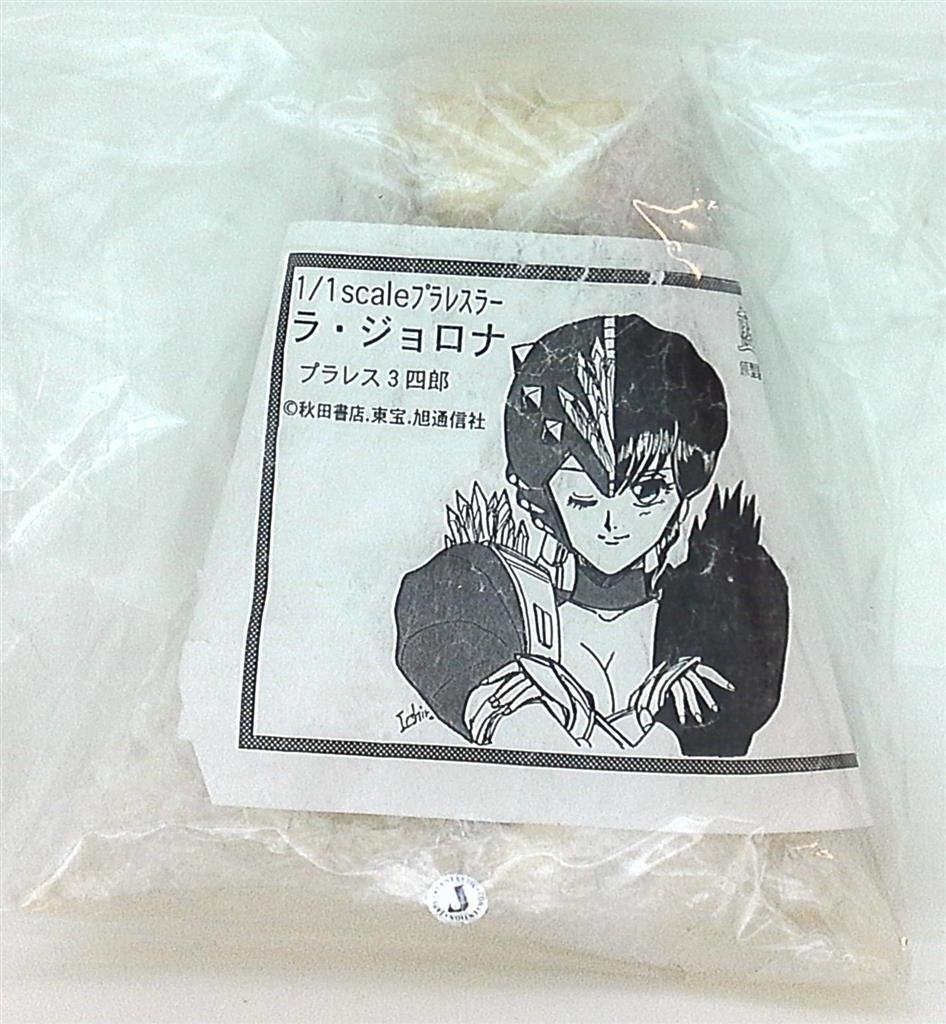 1/1scaleプラレスラー
ラ・ジョロナ
プラレス3四郎
©秋田書店.東宝.旭通信社
J